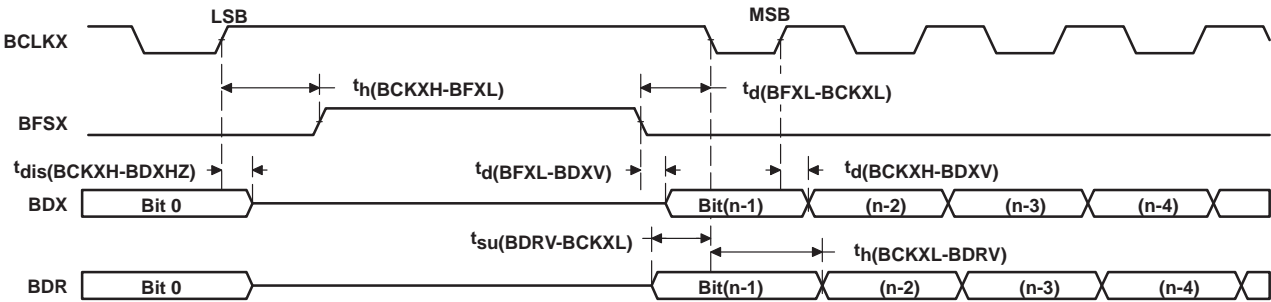 LSB MSB
BCLKX
th(BCKXH-BFXL) td(BFXL-BCKXL)
BFSX
tdis(BCKXH-BDXHZ) td(BFXL-BDXV) td(BCKXH-BDXV)
BDX Bit 0 Bit(n-1) (n-2) (n-3) (n-4)
tsu(BDRV-BCKXL) th(BCKXL-BDRV)
BDR Bit 0 Bit(n-1) (n-2) (n-3) (n-4)